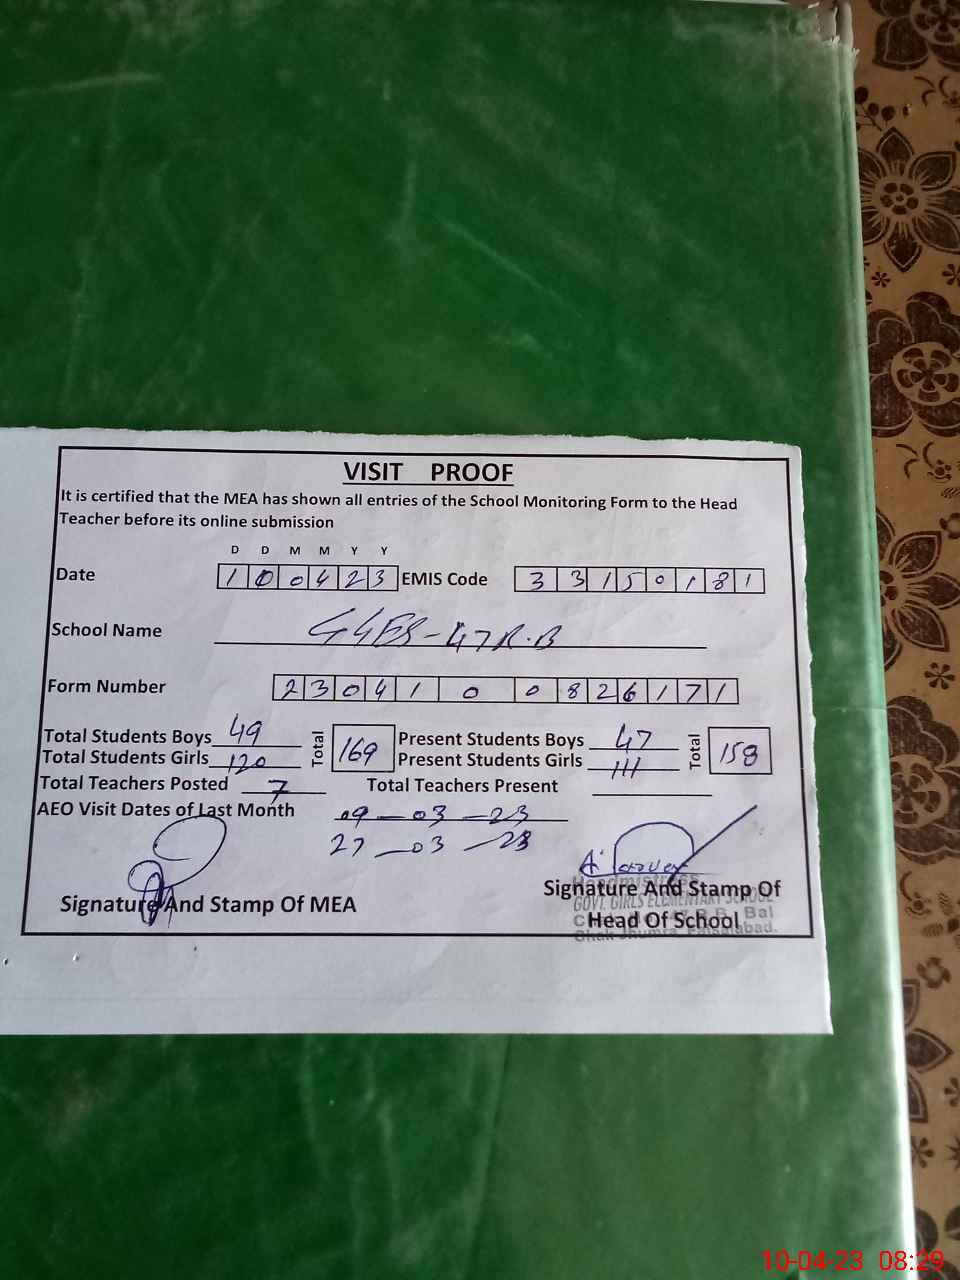 VISIT PROOF
It is certified that the MEA has shown all entries of the School Monitoring Form to the Head
Teacher before its online submission
D D M M Y Y
Date 1 0 0 4 2 3 EMIS Code 3 3 1 5 0 1 8 1
School Name GGES-47R.B
Form Number 2 3 0 4 1 0 0 8 2 6 1 7 1
Total Students Boys 49 Total 169 Present Students Boys 47 Total 158
Total Students Girls 120 Present Students Girls 111
Total Teachers Posted 7 Total Teachers Present
AEO Visit Dates of Last Month 09-03-23
27-03-23
Signature And Stamp Of MEA
Signature And Stamp Of
Head Of School
Headmistress
GOVT. GIRLS ELEMENTARY SCHOOL
R.B. Bal
Chak Jhumra, Faisalabad.
10-04-23 08:29